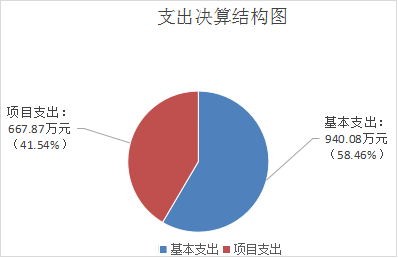 支出决算结构图
项目支出：
667.87万元
（41.54%）
基本支出：
940.08万元
（58.46%）
基本支出 项目支出